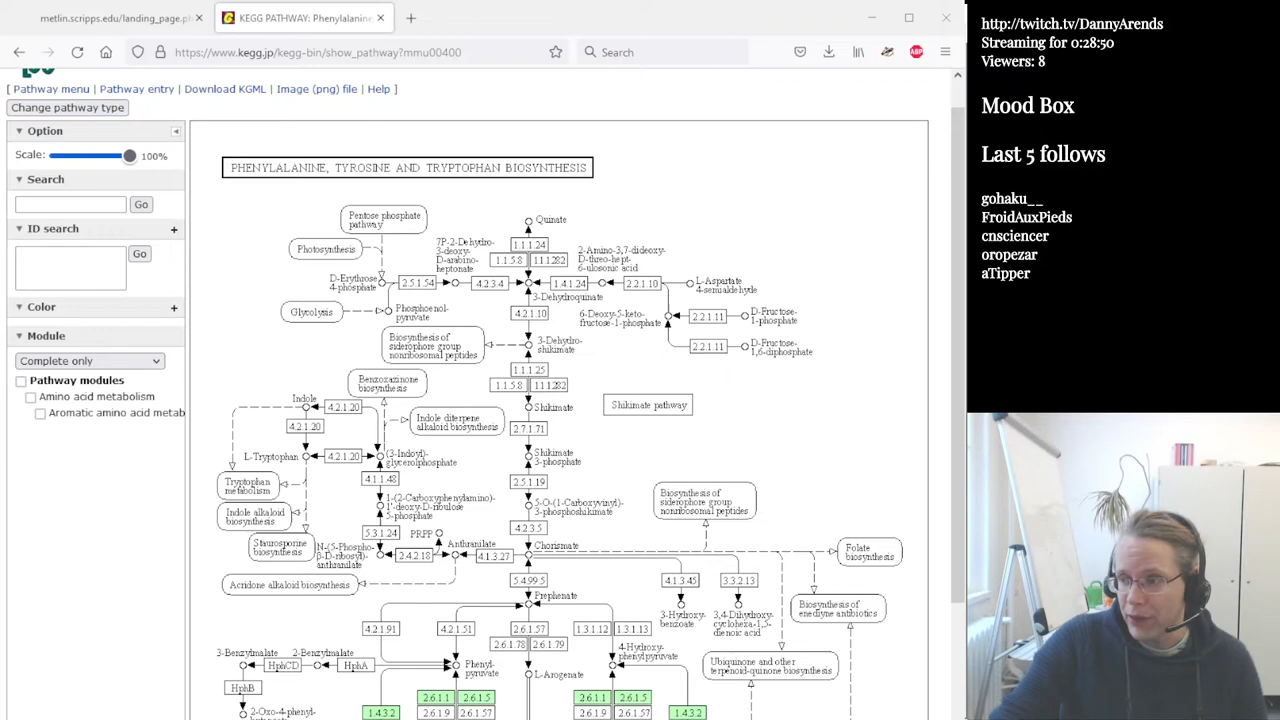 metlin.scripps.edu/landing_page.p
KEGG PATHWAY: Phenylalanine,
https://www.kegg.jp/kegg-bin/show_pathway?mmu00400
Search
[ Pathway menu | Pathway entry | Download KGML | Image (png) file | Help ]
Change pathway type
Option
Scale:
100%
Search
Go
ID search
Go
Color
Module
Complete only
Pathway modules
Amino acid metabolism
Aromatic amino acid metab
PHENYLALANINE, TYROSINE AND TRYPTOPHAN BIOSYNTHESIS
Pentose phosphate
pathway
Quinate
Photosynthesis
7P-2-Dehydro-
3-deoxy-
D-arabino-
heptonate
1.1.1.24
1.1.5.8
1.1.1.282
2-Amino-3,7-dideoxy-
D-threo-hept-
6-ulosonic acid
D-Erythrose
4-phosphate
2.5.1.54
4.2.3.4
1.4.1.24
2.2.1.10
L-Aspartate
4-semialdehyde
3-Dehydroquinate
Glycolysis
Phosphoenol-
pyruvate
4.2.1.10
6-Deoxy-5-keto-
fructose-1-phosphate
2.2.1.11
D-Fructose-
1-phosphate
Biosynthesis of
siderophore group
nonribosomal peptides
3-Dehydro-
shikimate
2.2.1.11
D-Fructose-
1,6-diphosphate
1.1.1.25
1.1.5.8
1.1.1.282
Benzoxazinone
biosynthesis
Indole
4.2.1.20
Shikimate
Shikimate pathway
4.2.1.20
Indole diterpene
alkaloid biosynthesis
2.7.1.71
L-Tryptophan
4.2.1.20
(3-Indoyl)-
glycerolphosphate
Shikimate
3-phosphate
Tryptophan
metabolism
4.1.1.48
2.5.1.19
Indole alkaloid
biosynthesis
1-(2-Carboxyphenylamino)-
1'-deoxy-D-ribulose
5-phosphate
5-O-(1-Carboxyvinyl)-
3-phosphoshikimate
Biosynthesis of
siderophore group
nonribosomal peptides
Staurosporine
biosynthesis
5.3.1.24
PRPP
4.2.3.5
N-(5-Phospho-
β-D-ribosyl)-
anthranilate
2.4.2.18
Anthranilate
4.1.3.27
Chorismate
Folate
biosynthesis
Acridone alkaloid biosynthesis
5.4.99.5
4.1.3.45
3.3.2.13
Prephenate
3-Hydroxy-
benzoate
3,4-Dihydroxy-
cyclohexa-1,5-
dienoic acid
Biosynthesis of
enediyne antibiotics
4.2.1.91
4.2.1.51
2.6.1.57
1.3.1.12
1.3.1.13
2.6.1.78
2.6.1.79
3-Benzylmalate
2-Benzylmalate
HphCD
HphA
Phenyl-
pyruvate
L-Arogenate
4-Hydroxy-
phenylpyruvate
Ubiquinone and other
terpenoid-quinone biosynthesis
HphB
2.6.1.1
2.6.1.5
2.6.1.1
2.6.1.5
2-Oxo-4-phenyl-
1.4.3.2
2.6.1.9
2.6.1.57
2.6.1.9
2.6.1.57
1.4.3.2
http://twitch.tv/DannyArends
Streaming for 0:28:50
Viewers: 8
Mood Box
Last 5 follows
gohaku__
FroidAuxPieds
cnsciencer
oropezar
aTipper